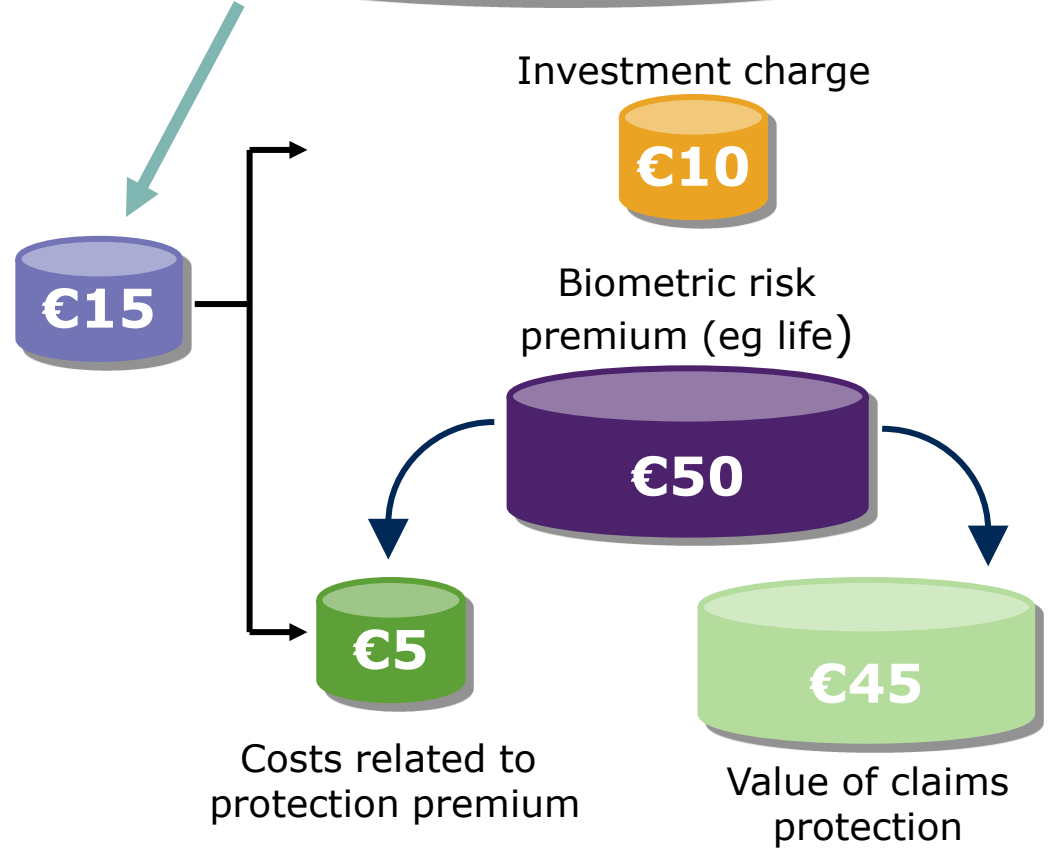 Investment charge
€10
€15
Biometric risk
premium (eg life)
€50
€5
€45
Costs related to
protection premium
Value of claims
protection